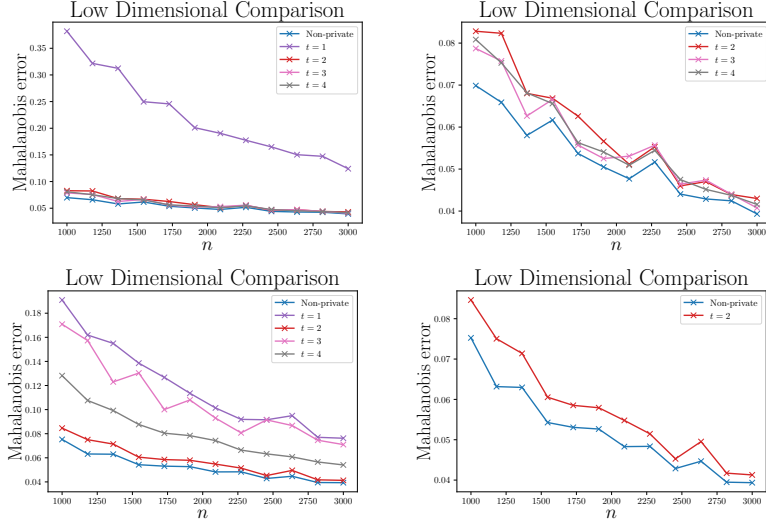 Low Dimensional Comparison
Mahalanobis error
0.35
0.30
0.25
0.20
0.15
0.10
0.05
Non-private
t = 1
t = 2
t = 3
t = 4
1000 1250 1500 1750 2000 2250 2500 2750 3000
n
Low Dimensional Comparison
Mahalanobis error
0.08
0.07
0.06
0.05
0.04
Non-private
t = 2
t = 3
t = 4
1000 1250 1500 1750 2000 2250 2500 2750 3000
n
Low Dimensional Comparison
Mahalanobis error
0.18
0.16
0.14
0.12
0.10
0.08
0.06
0.04
Non-private
t = 1
t = 2
t = 3
t = 4
1000 1250 1500 1750 2000 2250 2500 2750 3000
n
Low Dimensional Comparison
Mahalanobis error
0.08
0.07
0.06
0.05
0.04
Non-private
t = 2
1000 1250 1500 1750 2000 2250 2500 2750 3000
n